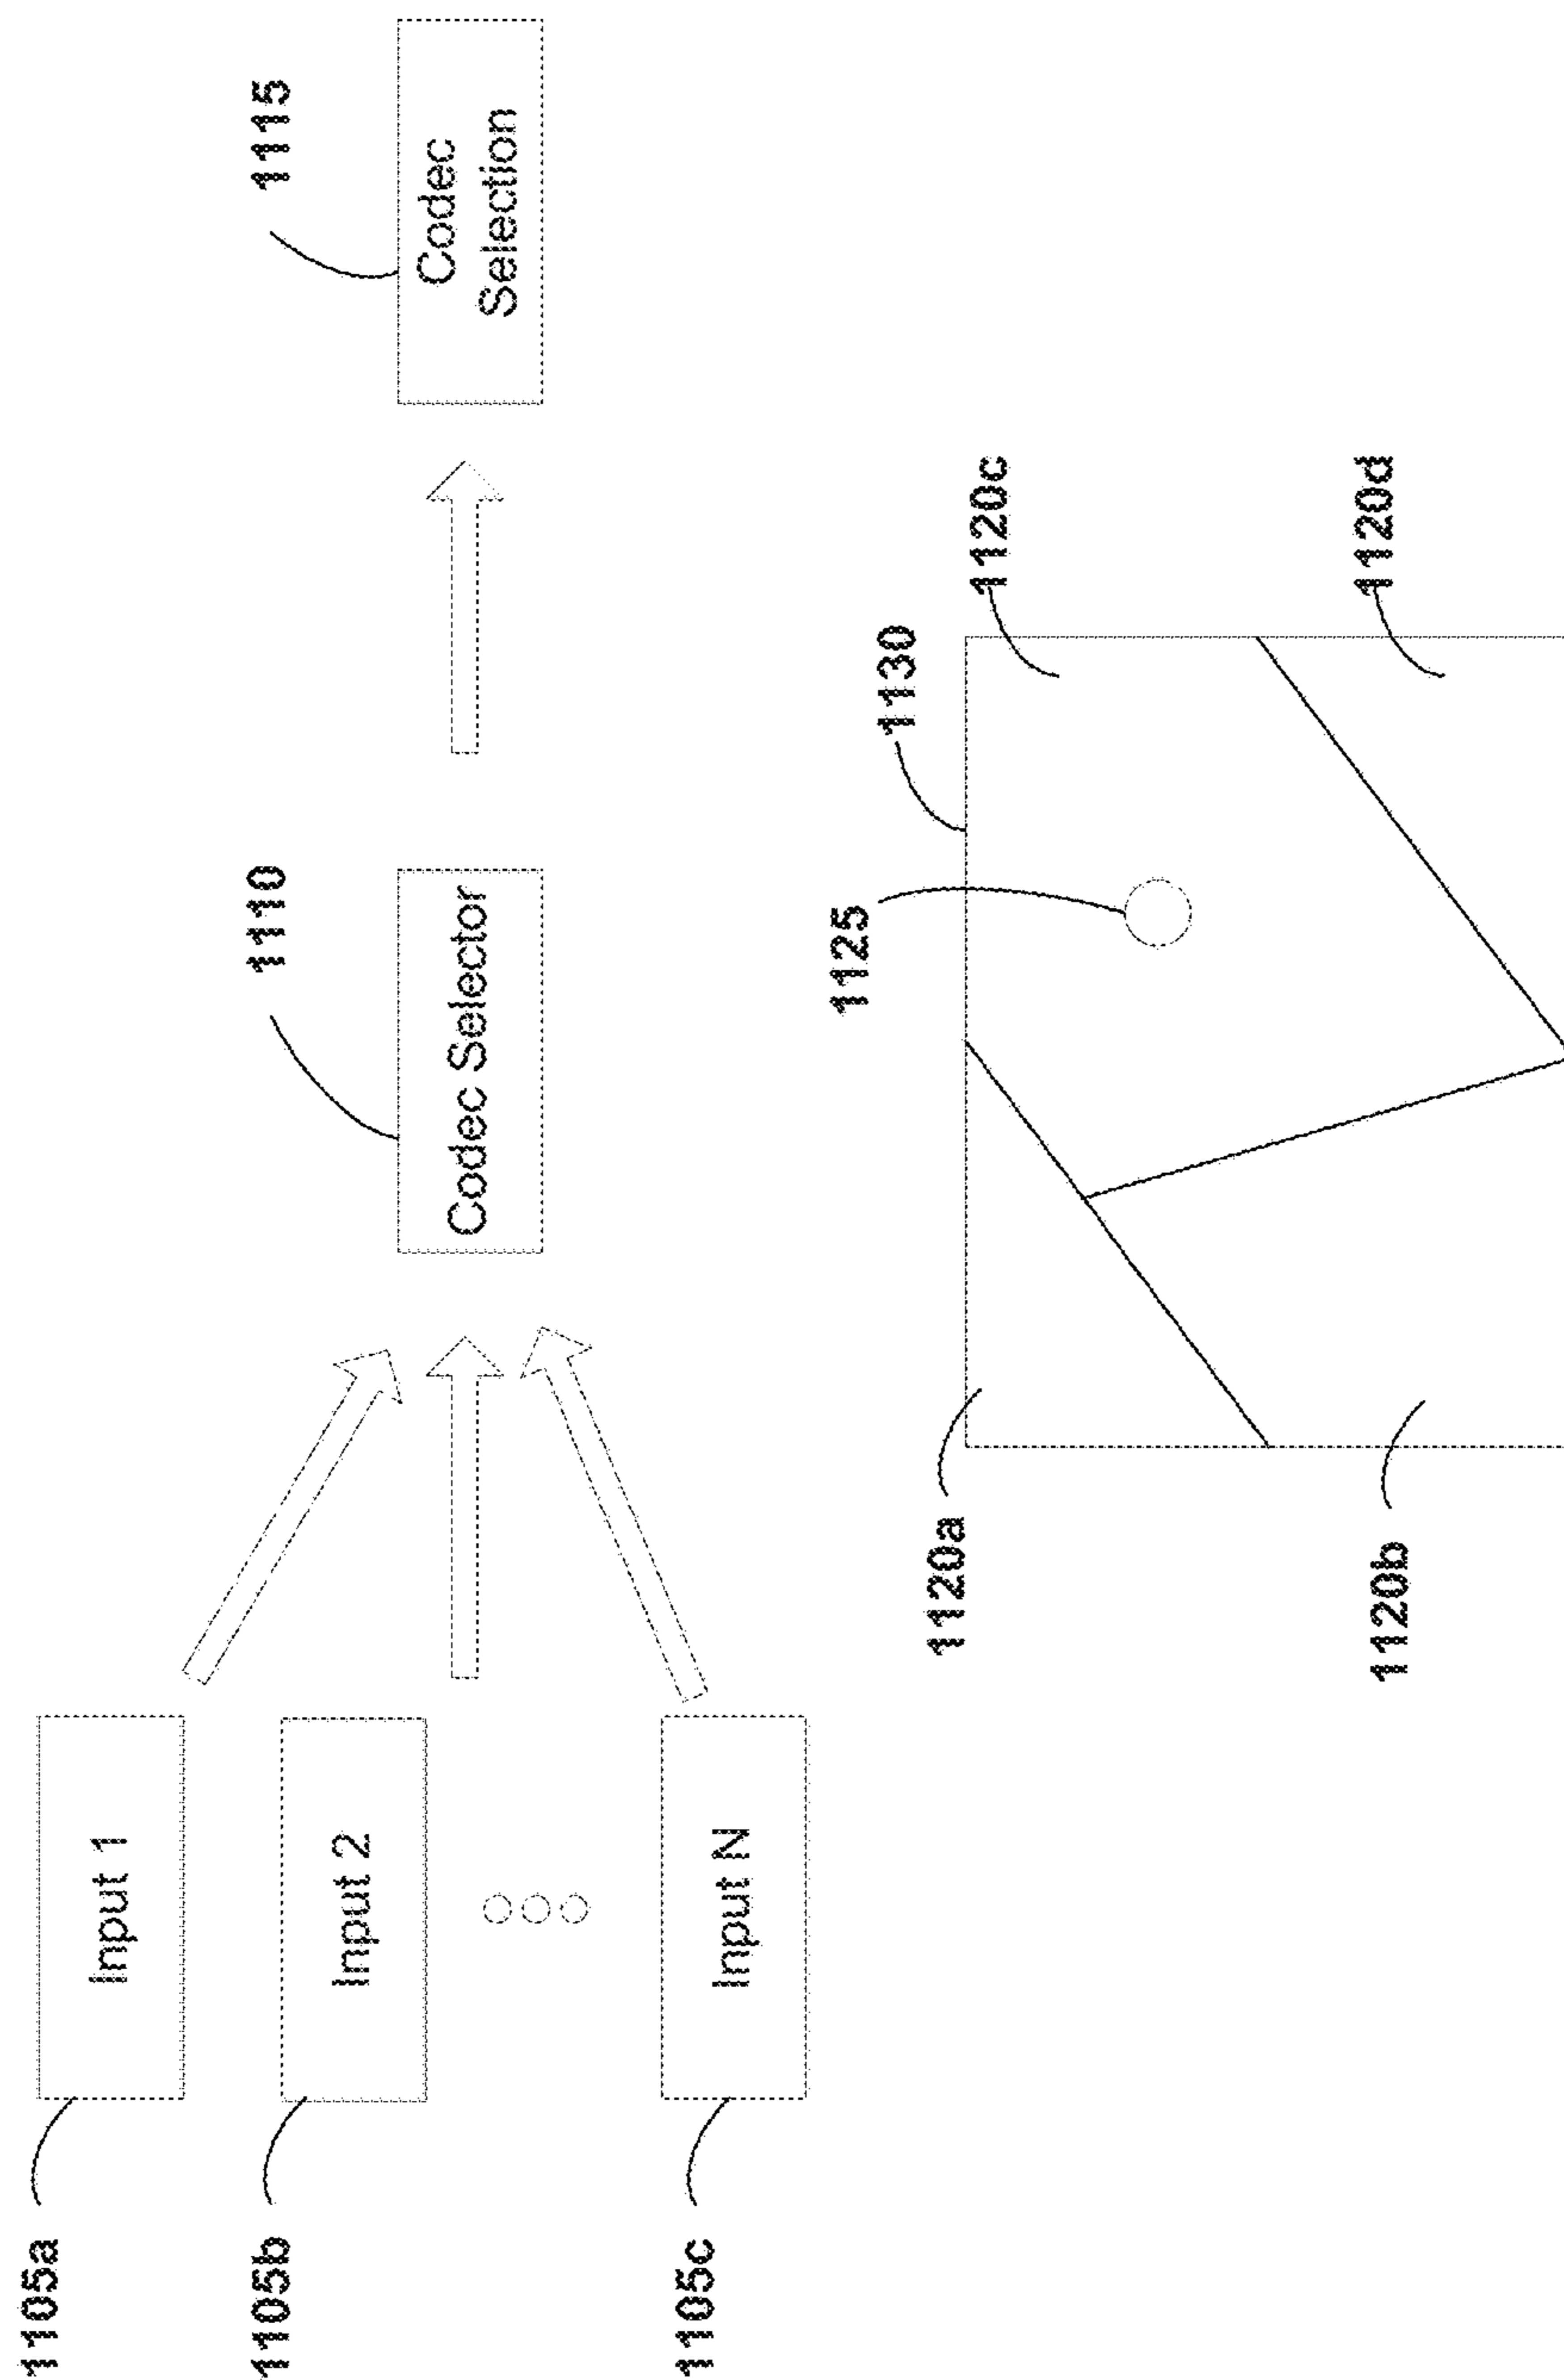 1105a
Input 1
1105b
Input 2
1105c
Input N
1110
Codec Selector
1115
Codec
Selection
1120a
1120b
1125
1130
1120c
1120d